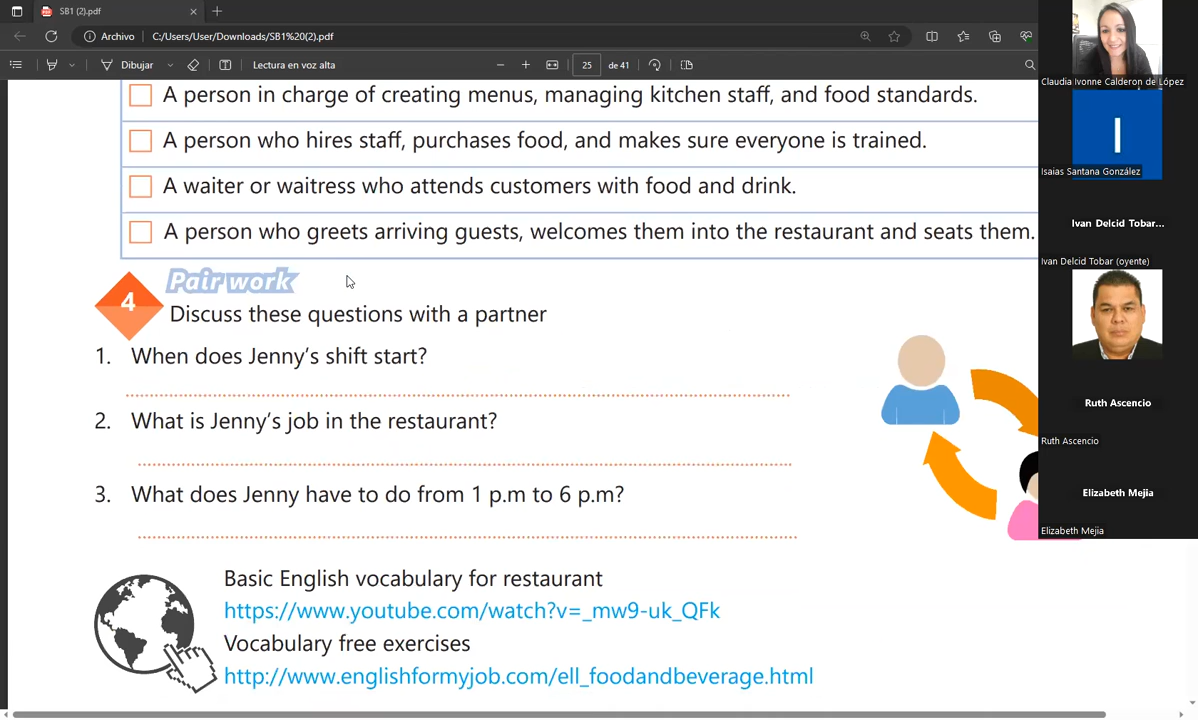 SB1 (2).pdf
Archivo
C:/Users/User/Downloads/SB1%20(2).pdf
Dibujar
Lectura en voz alta
25
de 41
A person in charge of creating menus, managing kitchen staff, and food standards.
A person who hires staff, purchases food, and makes sure everyone is trained.
A waiter or waitress who attends customers with food and drink.
A person who greets arriving guests, welcomes them into the restaurant and seats them.
4
Pair work
Discuss these questions with a partner
1. When does Jenny's shift start?
2. What is Jenny's job in the restaurant?
3. What does Jenny have to do from 1 p.m to 6 p.m?
Basic English vocabulary for restaurant
https://www.youtube.com/watch?v=_mw9-uk_QFk
Vocabulary free exercises
http://www.englishformyjob.com/ell_foodandbeverage.html
Claudia Ivonne Calderon de López
I
Isaias Santana González
Ivan Delcid Tobar...
Ivan Delcid Tobar (oyente)
Ruth Ascencio
Ruth Ascencio
Elizabeth Mejia
Elizabeth Mejia